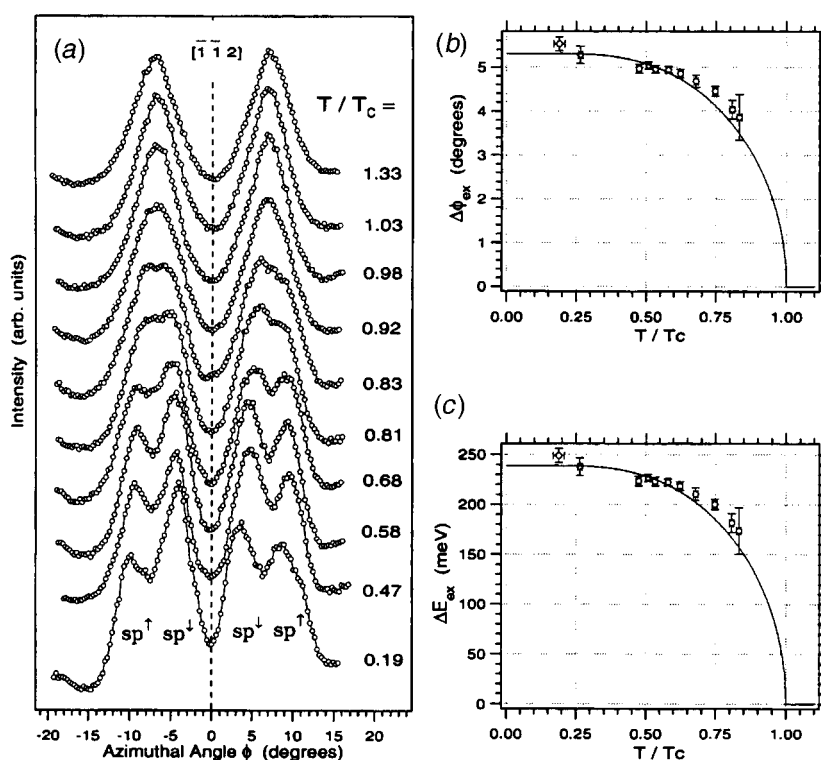 (a)
[1̄ 1̄ 2]
T / T_C =
1.33
1.03
0.98
0.92
0.83
0.81
0.68
0.58
0.47
0.19
sp↑ sp↓ sp↓ sp↑
Intensity (arb. units)
-20 -15 -10 -5 0 5 10 15 20
Azimuthal Angle ϕ (degrees)
(b)
Δϕex (degrees)
5
4
3
2
1
0
0.00 0.25 0.50 0.75 1.00
T / Tc
(c)
ΔEex (meV)
250
200
150
100
50
0
0.00 0.25 0.50 0.75 1.00
T / Tc